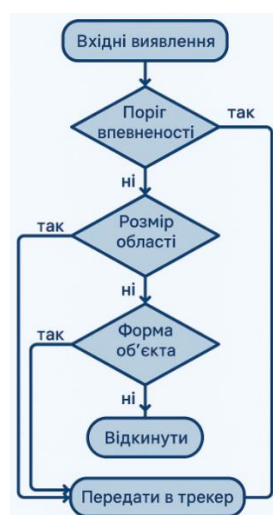 Вхідні виявлення
Поріг
впевненості
так
ні
так
Розмір
області
ні
так
Форма
об'єкта
ні
Відкинути
Передати в трекер